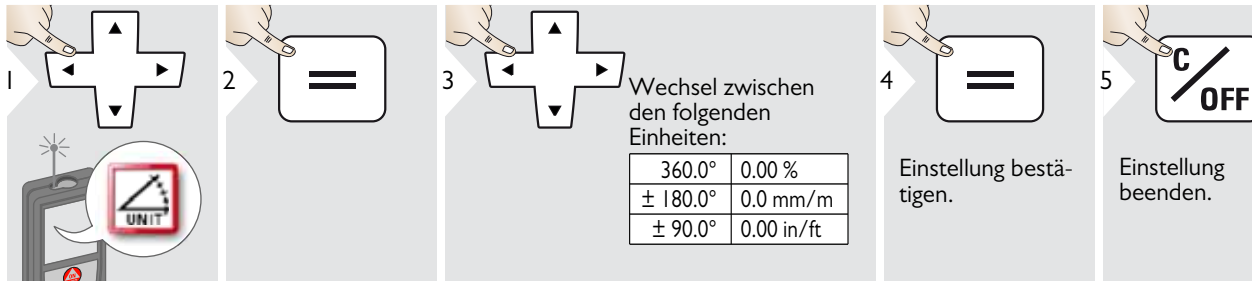 1
UNIT
ON
2
3
Wechsel zwischen
den folgenden
Einheiten:
360.0° 0.00 %
± 180.0° 0.0 mm/m
± 90.0° 0.00 in/ft
4
Einstellung bestä-
tigen.
5
C/OFF
Einstellung
beenden.